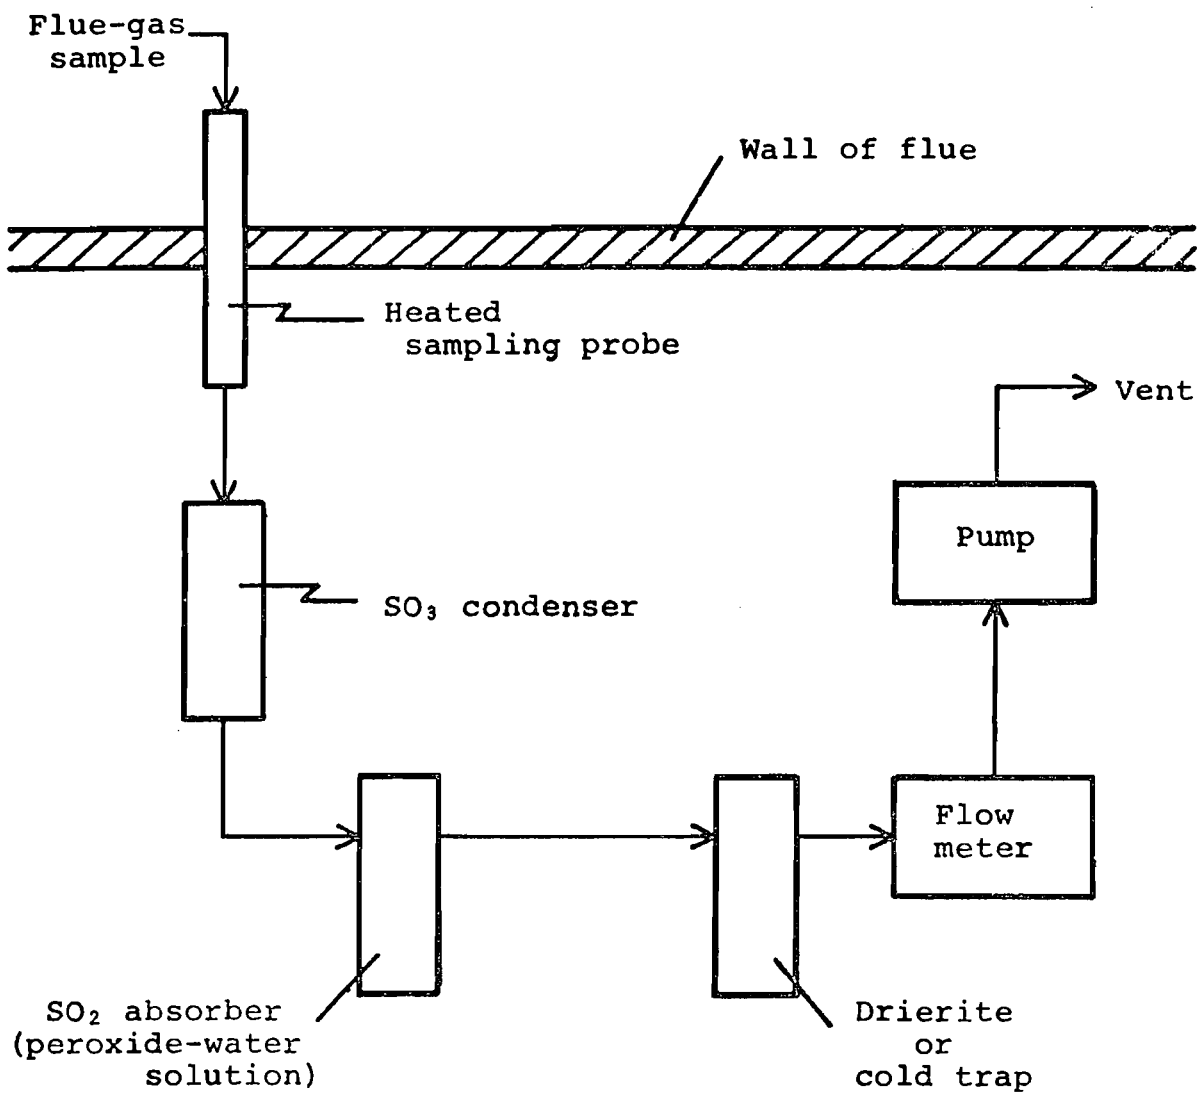 Flue-gas
sample
Wall of flue
Heated
sampling probe
Vent
Pump
SO₃ condenser
Flow
meter
SO₂ absorber
(peroxide-water
solution)
Drierite
or
cold trap